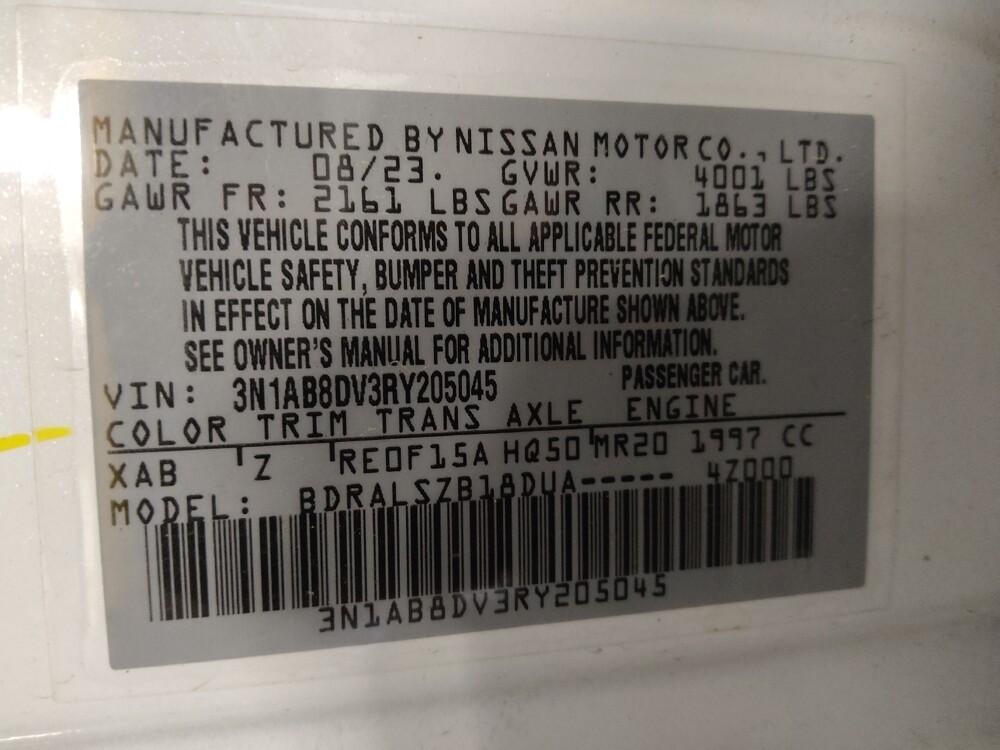 MANUFACTURED BY NISSAN MOTOR CO., LTD.
DATE: 08/23. GVWR: 4001 LBS
GAWR FR: 2161 LBS GAWR RR: 1863 LBS
THIS VEHICLE CONFORMS TO ALL APPLICABLE FEDERAL MOTOR
VEHICLE SAFETY, BUMPER AND THEFT PREVENTION STANDARDS
IN EFFECT ON THE DATE OF MANUFACTURE SHOWN ABOVE.
SEE OWNER'S MANUAL FOR ADDITIONAL INFORMATION.
VIN: 3N1AB8DV3RY205045 PASSENGER CAR.
COLOR TRIM TRANS AXLE ENGINE
XAB Z RE0F15A HQ50 MR20 1997 CC
MODEL: BDRALSZB18DUA----- 4Z000
3N1AB8DV3RY205045